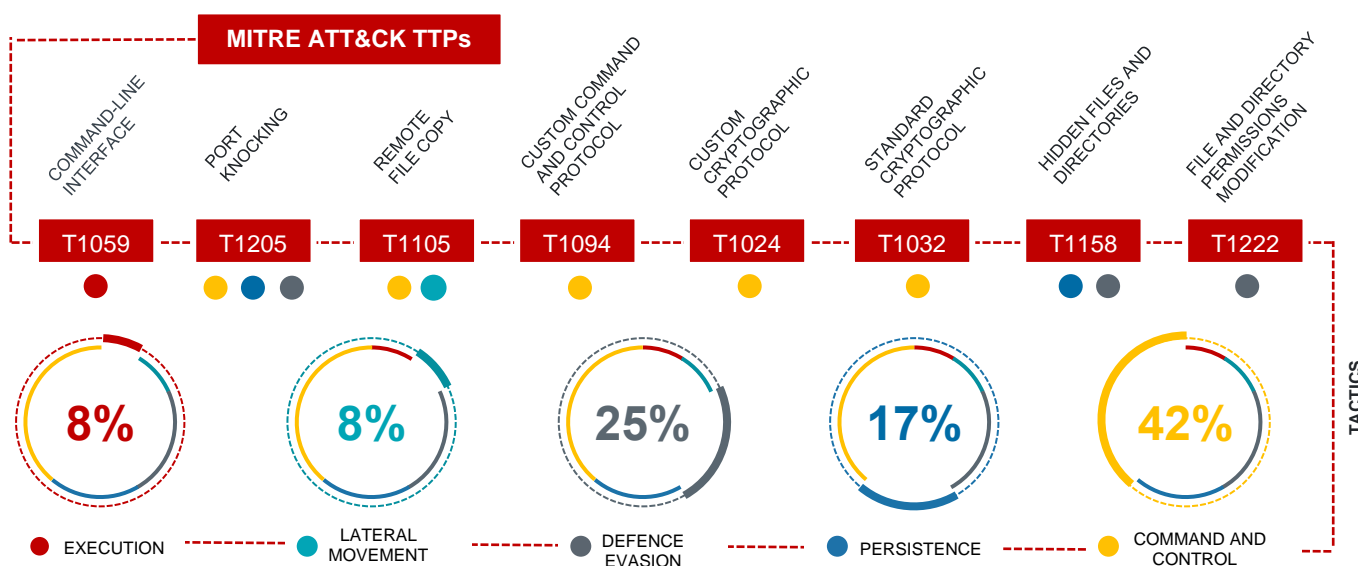 MITRE ATT&CK TTPs
COMMAND-LINE
INTERFACE
PORT
KNOCKING
REMOTE
FILE COPY
CUSTOM COMMAND
AND CONTROL
PROTOCOL
CUSTOM
CRYPTOGRAPHIC
PROTOCOL
STANDARD
CRYPTOGRAPHIC
PROTOCOL
HIDDEN FILES AND
DIRECTORIES
FILE AND DIRECTORY
PERMISSIONS
MODIFICATION
T1059
T1205
T1105
T1094
T1024
T1032
T1158
T1222
8%
8%
25%
17%
42%
TACTICS
EXECUTION
LATERAL
MOVEMENT
DEFENCE
EVASION
PERSISTENCE
COMMAND AND
CONTROL